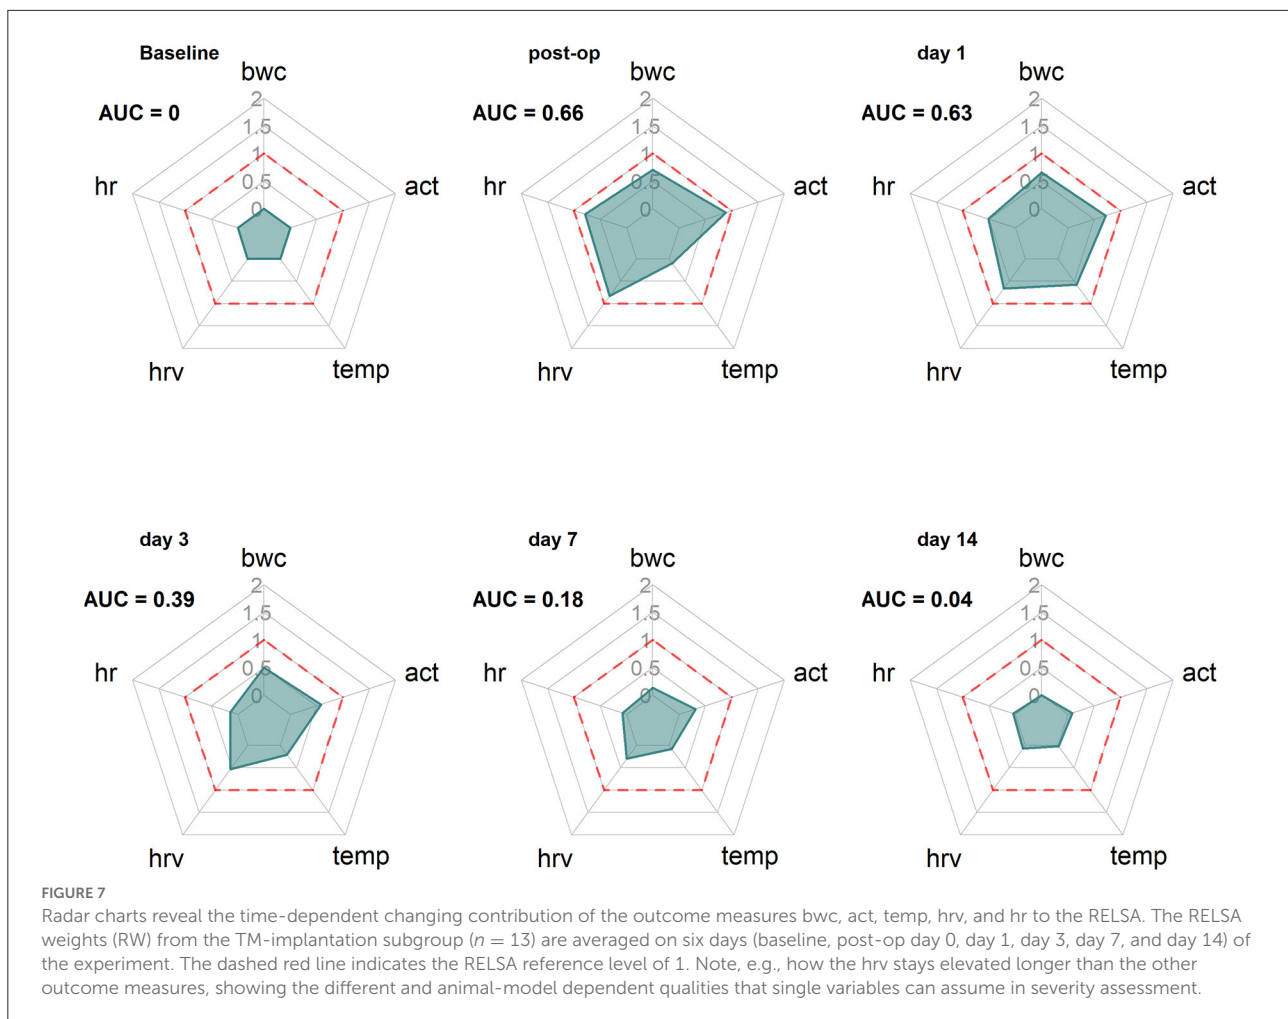 Baseline
bwc
AUC = 0
2
1.5
1
0.5
0
hr
act
hrv
temp
post-op
bwc
AUC = 0.66
2
1.5
1
0.5
0
hr
act
hrv
temp
day 1
bwc
AUC = 0.63
2
1.5
1
0.5
0
hr
act
hrv
temp
day 3
bwc
AUC = 0.39
2
1.5
1
0.5
0
hr
act
hrv
temp
day 7
bwc
AUC = 0.18
2
1.5
1
0.5
0
hr
act
hrv
temp
day 14
bwc
AUC = 0.04
2
1.5
1
0.5
0
hr
act
hrv
temp
FIGURE 7
Radar charts reveal the time-dependent changing contribution of the outcome measures bwc, act, temp, hrv, and hr to the RELSA. The RELSA
weights (RW) from the TM-implantation subgroup (n = 13) are averaged on six days (baseline, post-op day 0, day 1, day 3, day 7, and day 14) of
the experiment. The dashed red line indicates the RELSA reference level of 1. Note, e.g., how the hrv stays elevated longer than the other
outcome measures, showing the different and animal-model dependent qualities that single variables can assume in severity assessment.